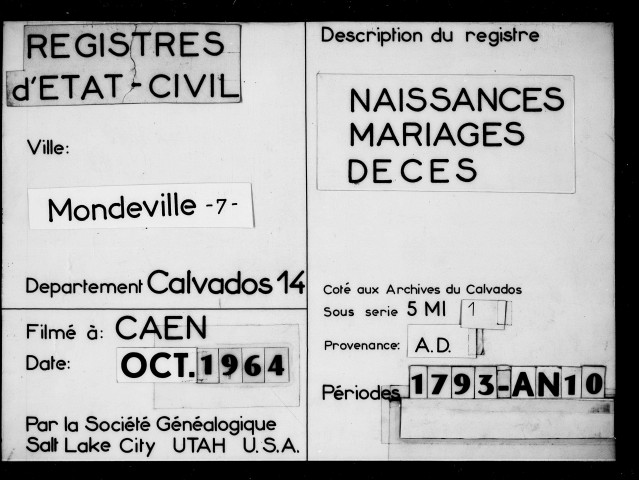 REGISTRES
d'ETAT-CIVIL
Ville:
Mondeville -7-
Departement Calvados 14
Filmé à: CAEN
Date: OCT. 1964
Par la Société Généalogique
Salt Lake City UTAH U.S.A.
Description du registre
NAISSANCES
MARIAGES
DECES
Coté aux Archives du Calvados
Sous serie 5 MI 1
Provenance: A.D.
Périodes 1793-AN10